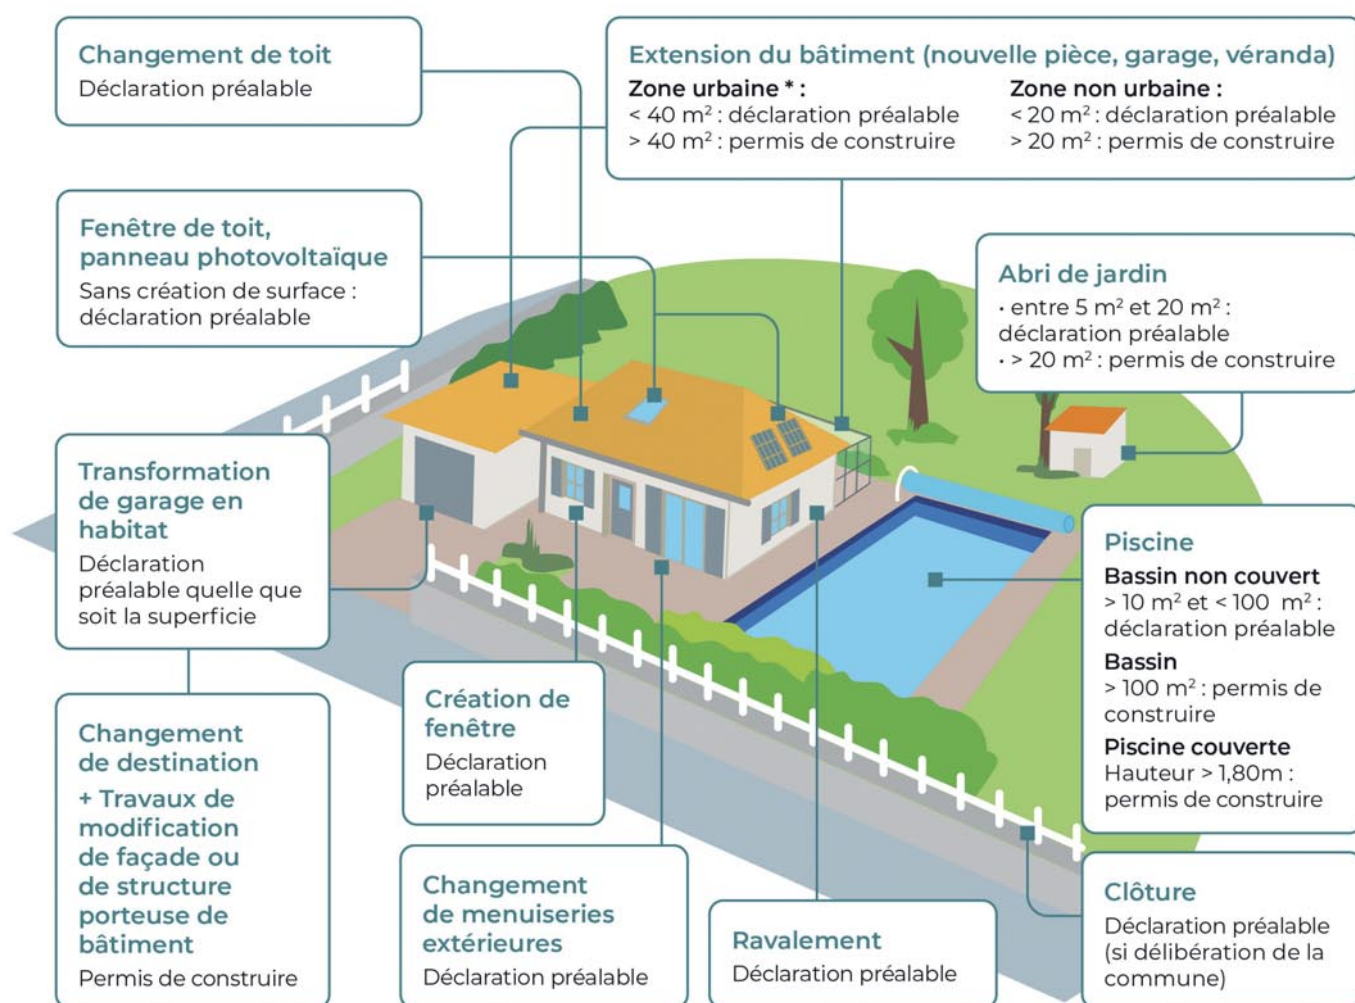 Changement de toit
Déclaration préalable
Extension du bâtiment (nouvelle pièce, garage, véranda)
Zone urbaine * :
< 40 m² : déclaration préalable
> 40 m² : permis de construire
Zone non urbaine :
< 20 m² : déclaration préalable
> 20 m² : permis de construire
Fenêtre de toit,
panneau photovoltaïque
Sans création de surface :
déclaration préalable
Abri de jardin
• entre 5 m² et 20 m² :
déclaration préalable
• > 20 m² : permis de construire
Transformation
de garage en
habitat
Déclaration
préalable quelle que
soit la superficie
Piscine
Bassin non couvert
> 10 m² et < 100 m² :
déclaration préalable
Bassin
> 100 m² : permis de
construire
Piscine couverte
Hauteur > 1,80m :
permis de construire
Changement
de destination
+ Travaux de
modification
de façade ou
de structure
porteuse de
bâtiment
Permis de construire
Création de
fenêtre
Déclaration
préalable
Changement
de menuiseries
extérieures
Déclaration préalable
Ravalement
Déclaration préalable
Clôture
Déclaration préalable
(si délibération de la
commune)